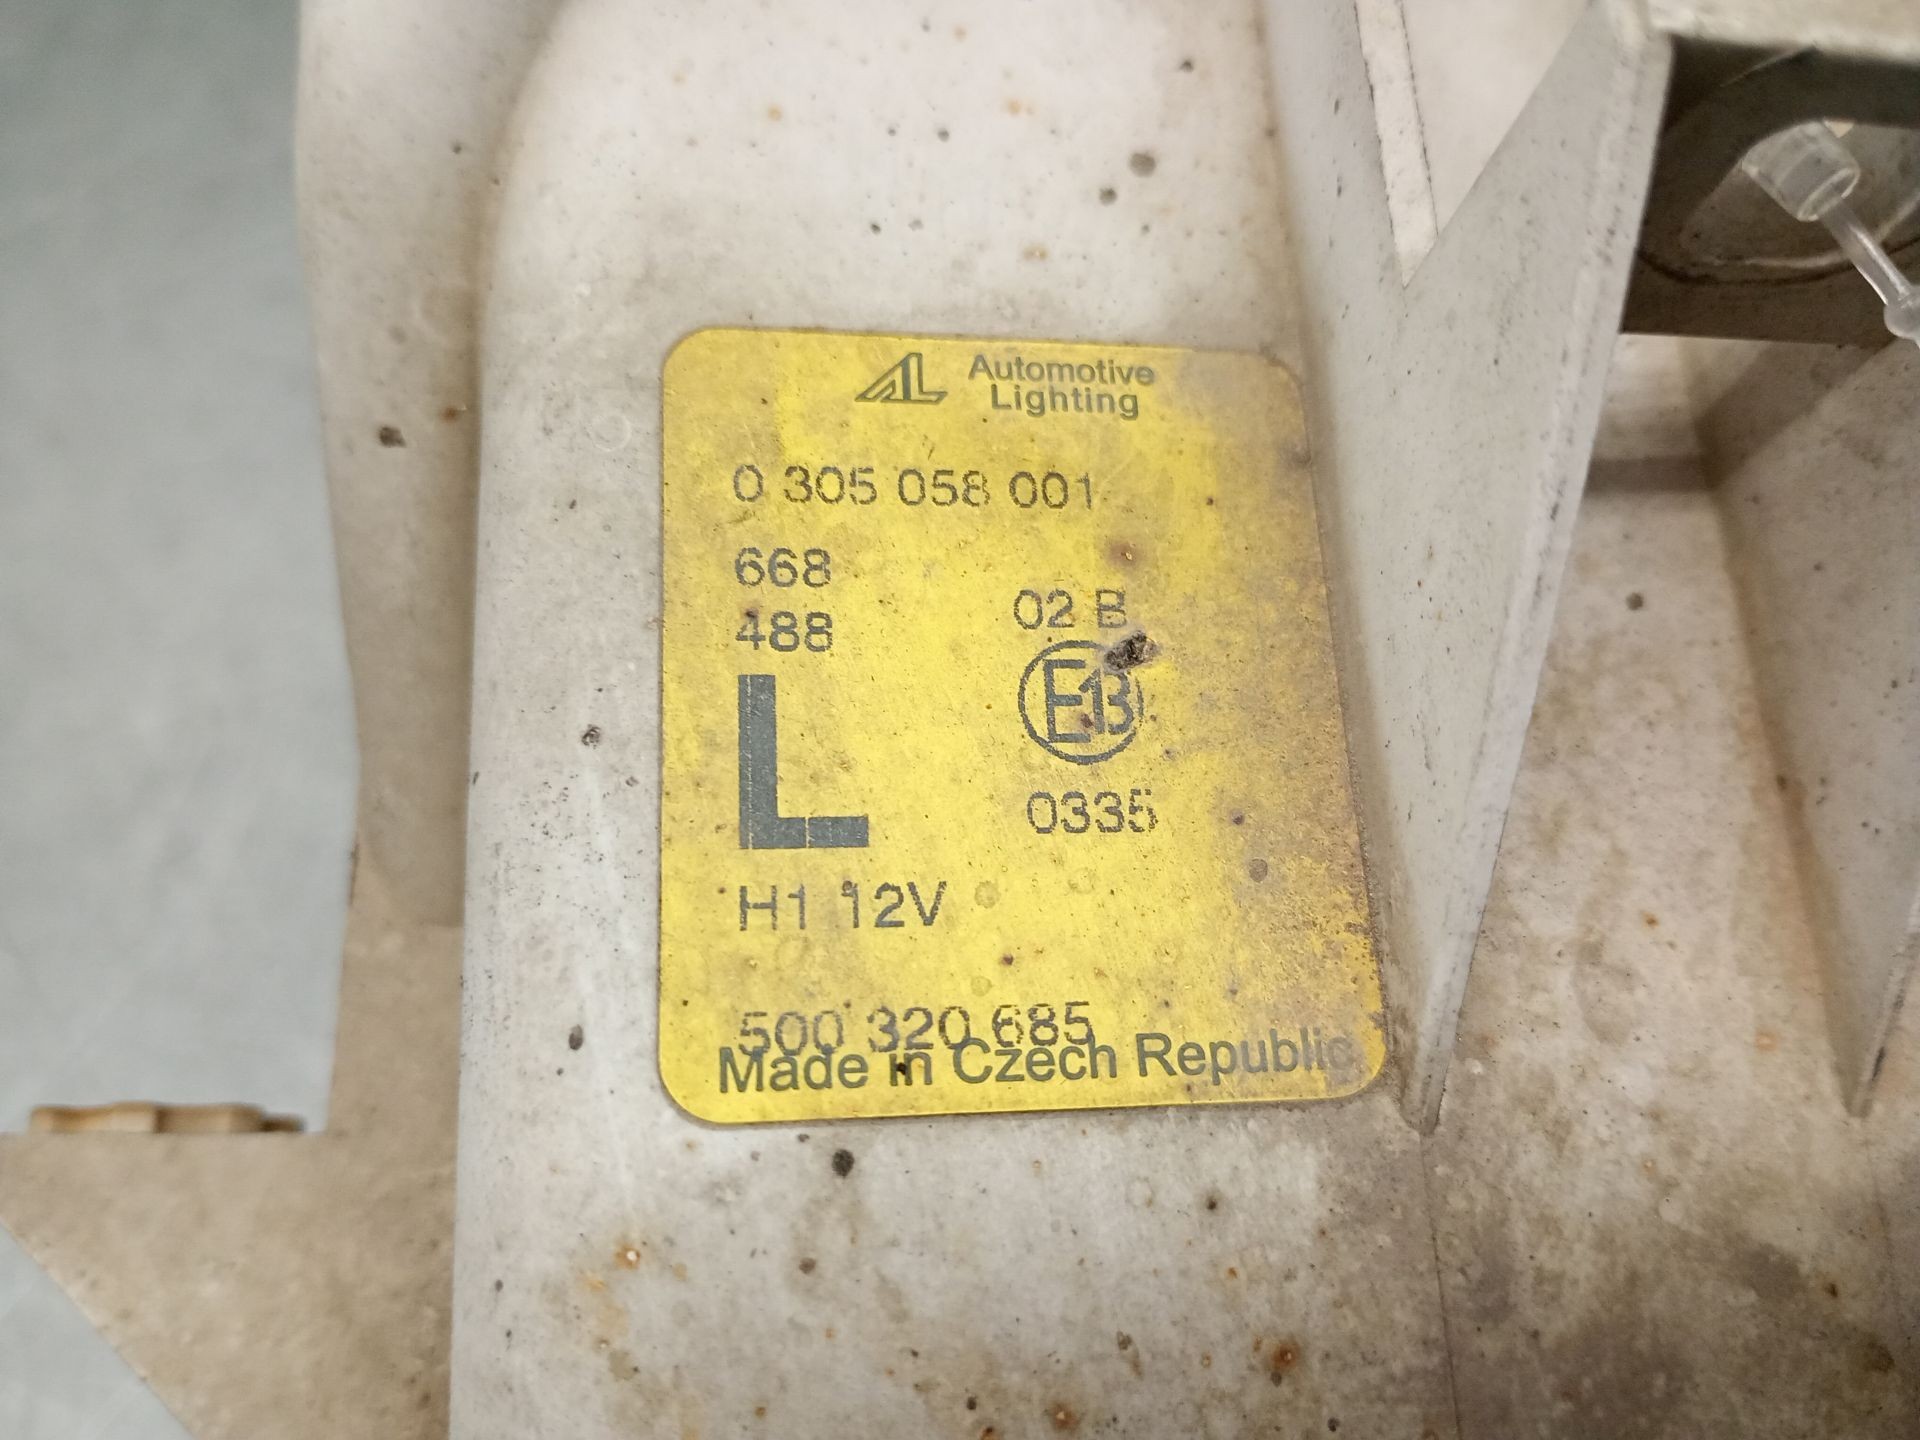 AL Automotive
Lighting
0 305 058 001
668
488
02 B
E13
L
0335
H1 12V
500 320 685
Made in Czech Republic